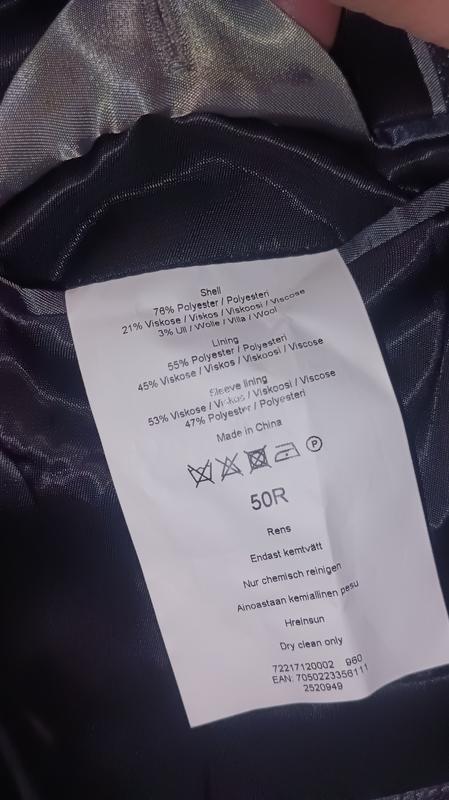 Shell
76% Polyester / Polyesteri
21% Viskose / Viskos / Viskoosi / Viscose
3% Ull / Wolle / Villa / Wool
Lining
55% Polyester / Polyesteri
45% Viskose / Viskos / Viskoosi / Viscose
Sleeve lining
53% Viskose / Viskos / Viskoosi / Viscose
47% Polyester / Polyesteri
Made in China
P
50R
Rens
Endast kemtvätt
Nur chemisch reinigen
Ainoastaan kemiallinen pesu
Hreinsun
Dry clean only
72217120002 960
EAN: 7050223356111
2520949